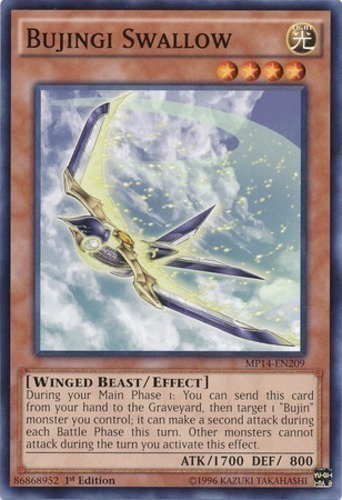 BUJINGI SWALLOW
LIGHT
光
MP14-EN209
[WINGED BEAST/EFFECT]
During your Main Phase 1: You can send this card
from your hand to the Graveyard, then target 1 "Bujin"
monster you control; it can make a second attack during
each Battle Phase this turn. Other monsters cannot
attack during the turn you activate this effect.
ATK/1700 DEF/ 800
86868952 1st Edition ©1996 KAZUKI TAKAHASHI